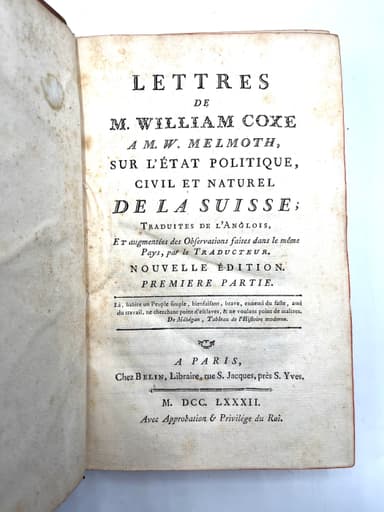 LETTRES
DE
M. WILLIAM COXE
A M. W. MELMOTH,
SUR L'ÉTAT POLITIQUE,
CIVIL ET NATUREL
DE LA SUISSE;
TRADUITES DE L'ANGLOIS,
Et augmentées des Observations faites dans le même
Pays, par le TRADUCTEUR.
NOUVELLE ÉDITION.
PREMIERE PARTIE.
Là, habite un Peuple simple, bienfaisant, brave, ennemi du faste, ami
du travail, ne cherchant point d'esclaves, & ne voulant point de maîtres.
De Mehégan, Tableau de l'Histoire moderne.
A PARIS,
Chez BELIN, Libraire, rue S. Jacques, près S. Yves.
M. DCC. LXXXII.
Avec Approbation & Privilége du Roi.